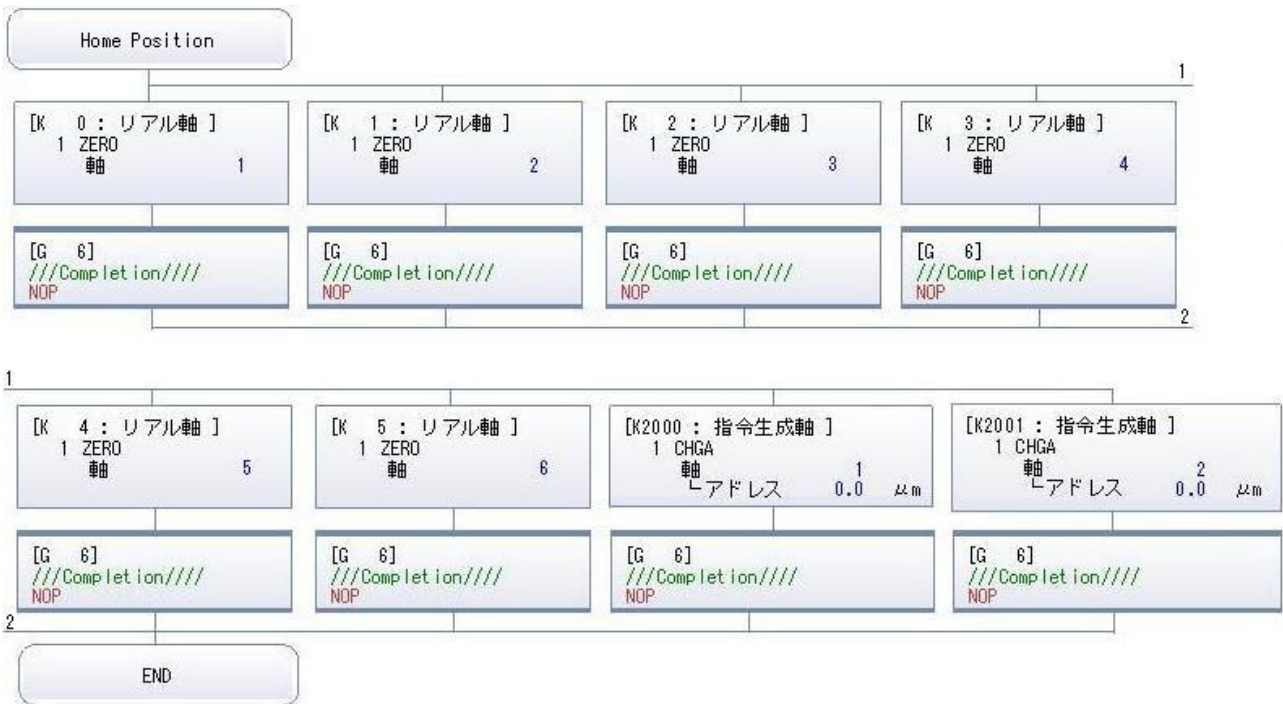 Home Position
1
[K 0 : リアル軸 ]
1 ZERO
軸 1
[K 1 : リアル軸 ]
1 ZERO
軸 2
[K 2 : リアル軸 ]
1 ZERO
軸 3
[K 3 : リアル軸 ]
1 ZERO
軸 4
[G 6]
///Completion////
NOP
[G 6]
///Completion////
NOP
[G 6]
///Completion////
NOP
[G 6]
///Completion////
NOP
2
1
[K 4 : リアル軸 ]
1 ZERO
軸 5
[K 5 : リアル軸 ]
1 ZERO
軸 6
[K2000 : 指令生成軸 ]
1 CHGA
軸 1
└アドレス 0.0 μm
[K2001 : 指令生成軸 ]
1 CHGA
軸 2
└アドレス 0.0 μm
[G 6]
///Completion////
NOP
[G 6]
///Completion////
NOP
[G 6]
///Completion////
NOP
[G 6]
///Completion////
NOP
2
END